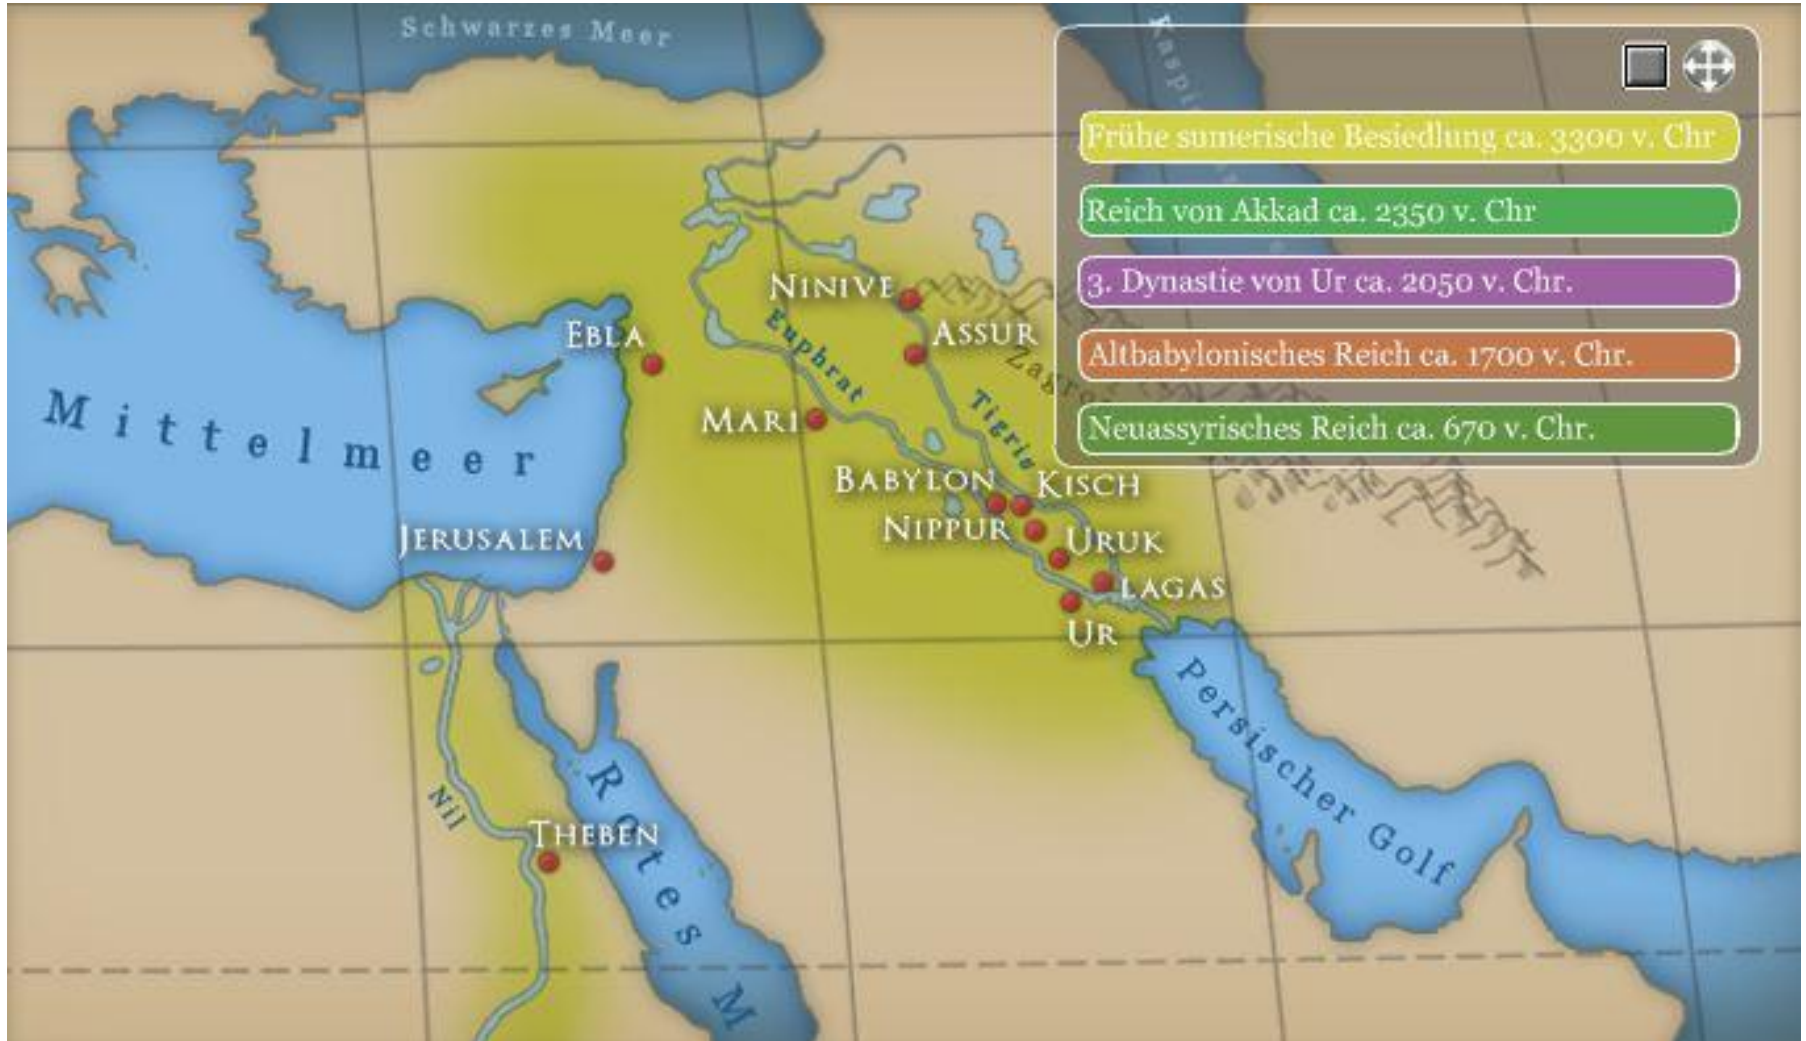 Schwarzes Meer
Kaspi
Frühe sumerische Besiedlung ca. 3300 v. Chr
Reich von Akkad ca. 2350 v. Chr
3. Dynastie von Ur ca. 2050 v. Chr.
Altbabylonisches Reich ca. 1700 v. Chr.
Neuassyrisches Reich ca. 670 v. Chr.
NINIVE
EBLA
Euphrat
ASSUR
Zagros
MARI
Tigris
Mittelmeer
BABYLON
KISCH
NIPPUR
JERUSALEM
URUK
LAGAS
UR
Persischer Golf
Nil
THEBEN
Rotes M